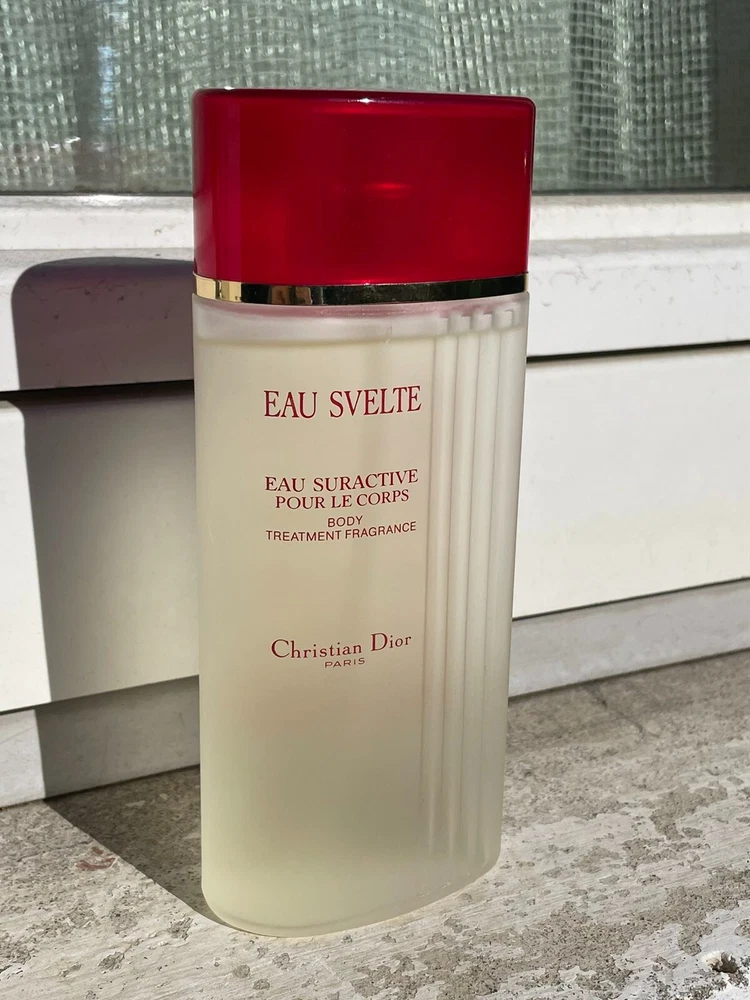 EAU SVELTE
EAU SURACTIVE
POUR LE CORPS
BODY
TREATMENT FRAGRANCE
Christian Dior
PARIS